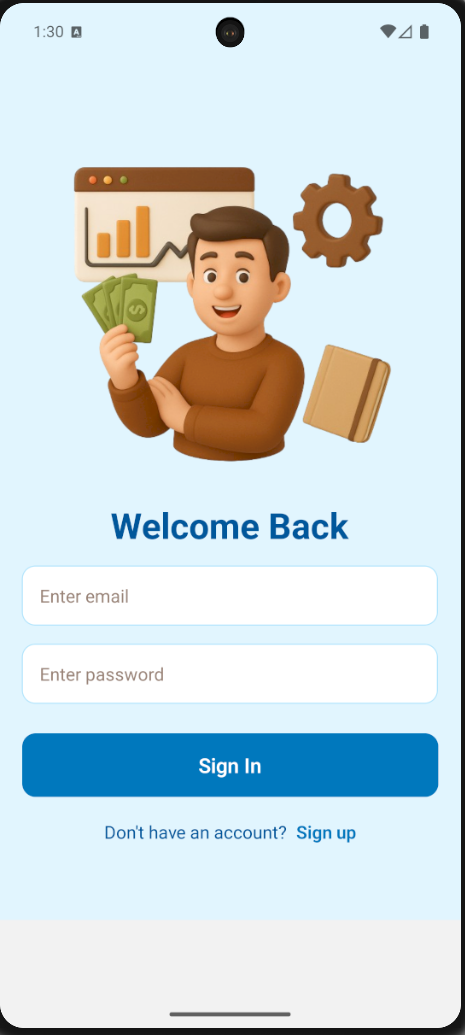 1:30 A
$
Welcome Back
Enter email
Enter password
Sign In
Don't have an account? Sign up